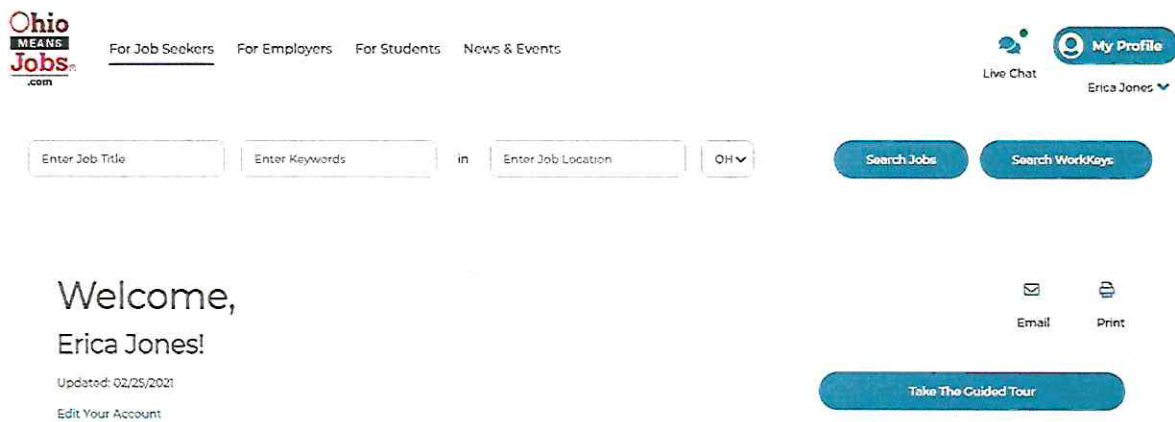 Ohio
MEANS
Jobs®
.com
For Job Seekers For Employers For Students News & Events
Live Chat
My Profile
Erica Jones
Enter Job Title Enter Keywords in Enter Job Location OH Search Jobs Search WorkKeys
Welcome,
Erica Jones!
Updated: 02/25/2021
Edit Your Account
Email Print
Take The Guided Tour